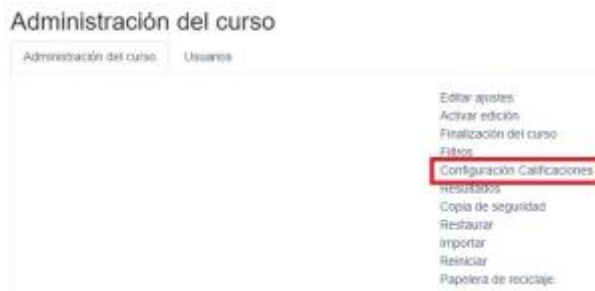 Administración del curso
Administración del curso Usuarios
Editar ajustes
Activar edición
Finalización del curso
Filtros
Configuración Calificaciones
Resultados
Copia de seguridad
Restaurar
Importar
Reiniciar
Papelera de reciclaje